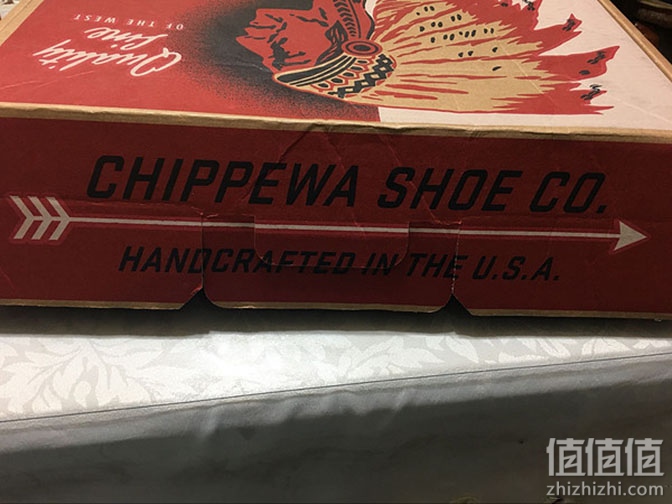 Quality
Line
OF THE WEST
CHIPPEWA SHOE CO.
HANDCRAFTED IN THE U.S.A.
值值值
zhizhizhi.com